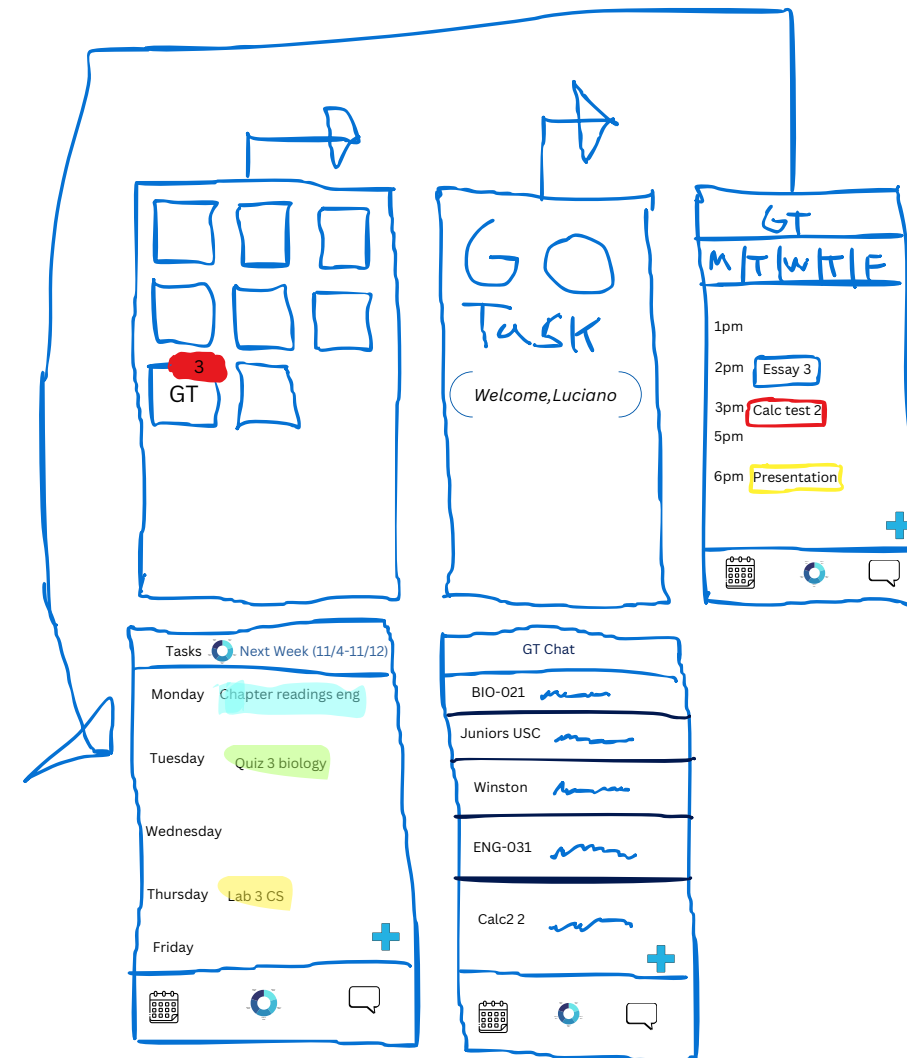 3
GT
GO
Task
Welcome,Luciano
GT
M|T|W|T|F
1pm
2pm Essay 3
3pm Calc test 2
5pm
6pm Presentation
Tasks Next Week (11/4-11/12)
Monday Chapter readings eng
Tuesday Quiz 3 biology
Wednesday
Thursday Lab 3 CS
Friday
GT Chat
BIO-021
Juniors USC
Winston
ENG-031
Calc2 2